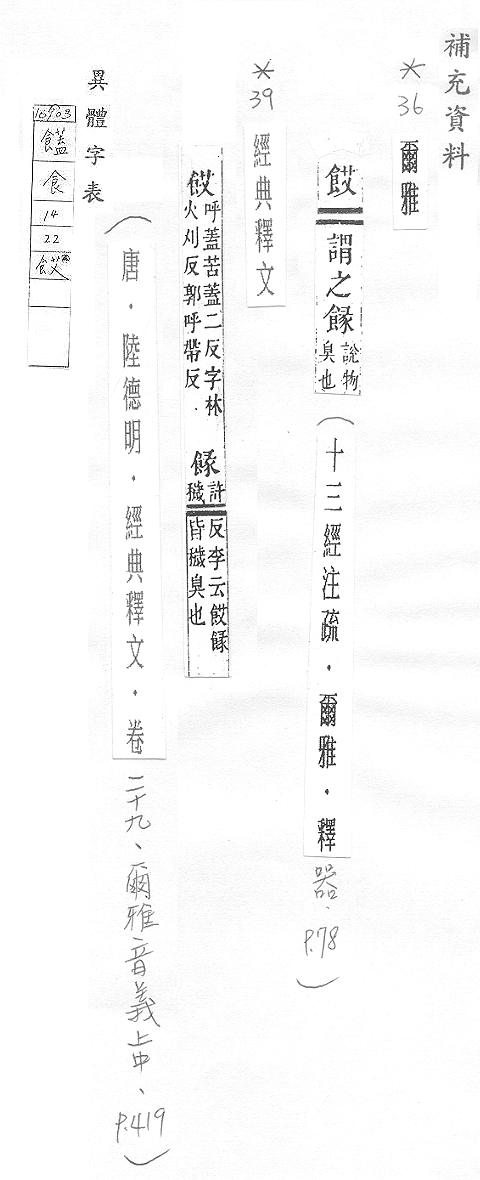 補充資料
＊36 爾雅
餀謂之餯
說物
臭也
（十三經注疏．爾雅．釋器．P.78）
＊39 經典釋文
餀
呼蓋苦蓋二反字林
火刈反郭呼帶反．
餯
許
穢
反李云餀餯
皆穢臭也
（唐．陸德明．經典釋文．卷二十九、爾雅音義上中、P.419）
異體字表
16903
饚
食
14
22